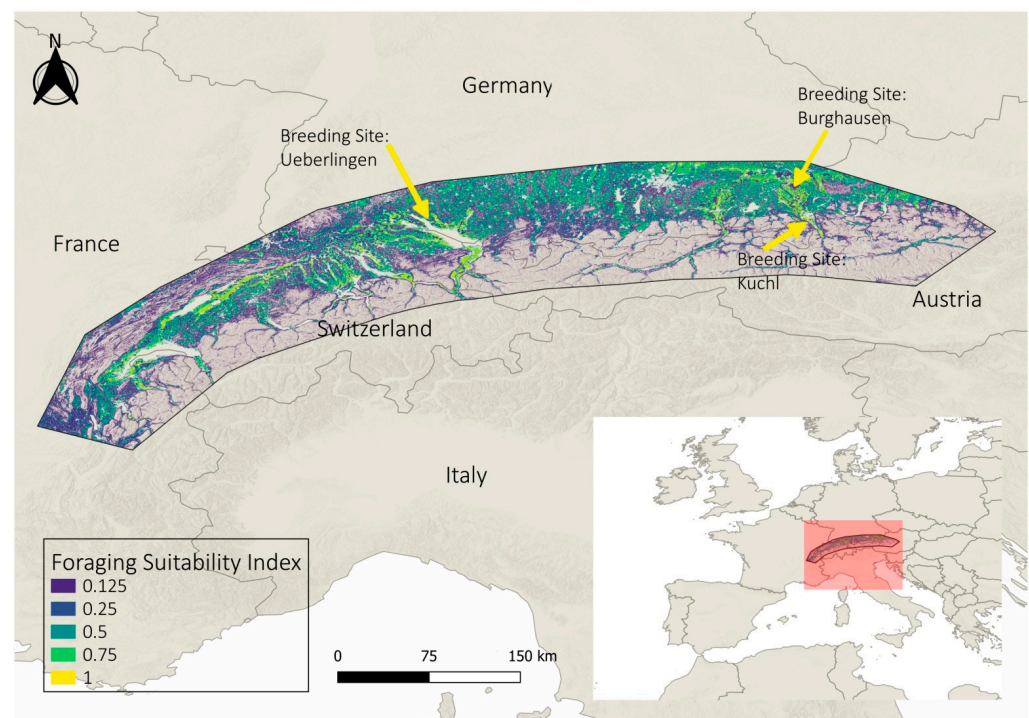 N
Germany
Breeding Site:
Burghausen
Breeding Site:
Ueberlingen
France
Breeding Site:
Kuchl
Austria
Switzerland
Italy
Foraging Suitability Index
0.125
0.25
0.5
0.75
1
0 75 150 km